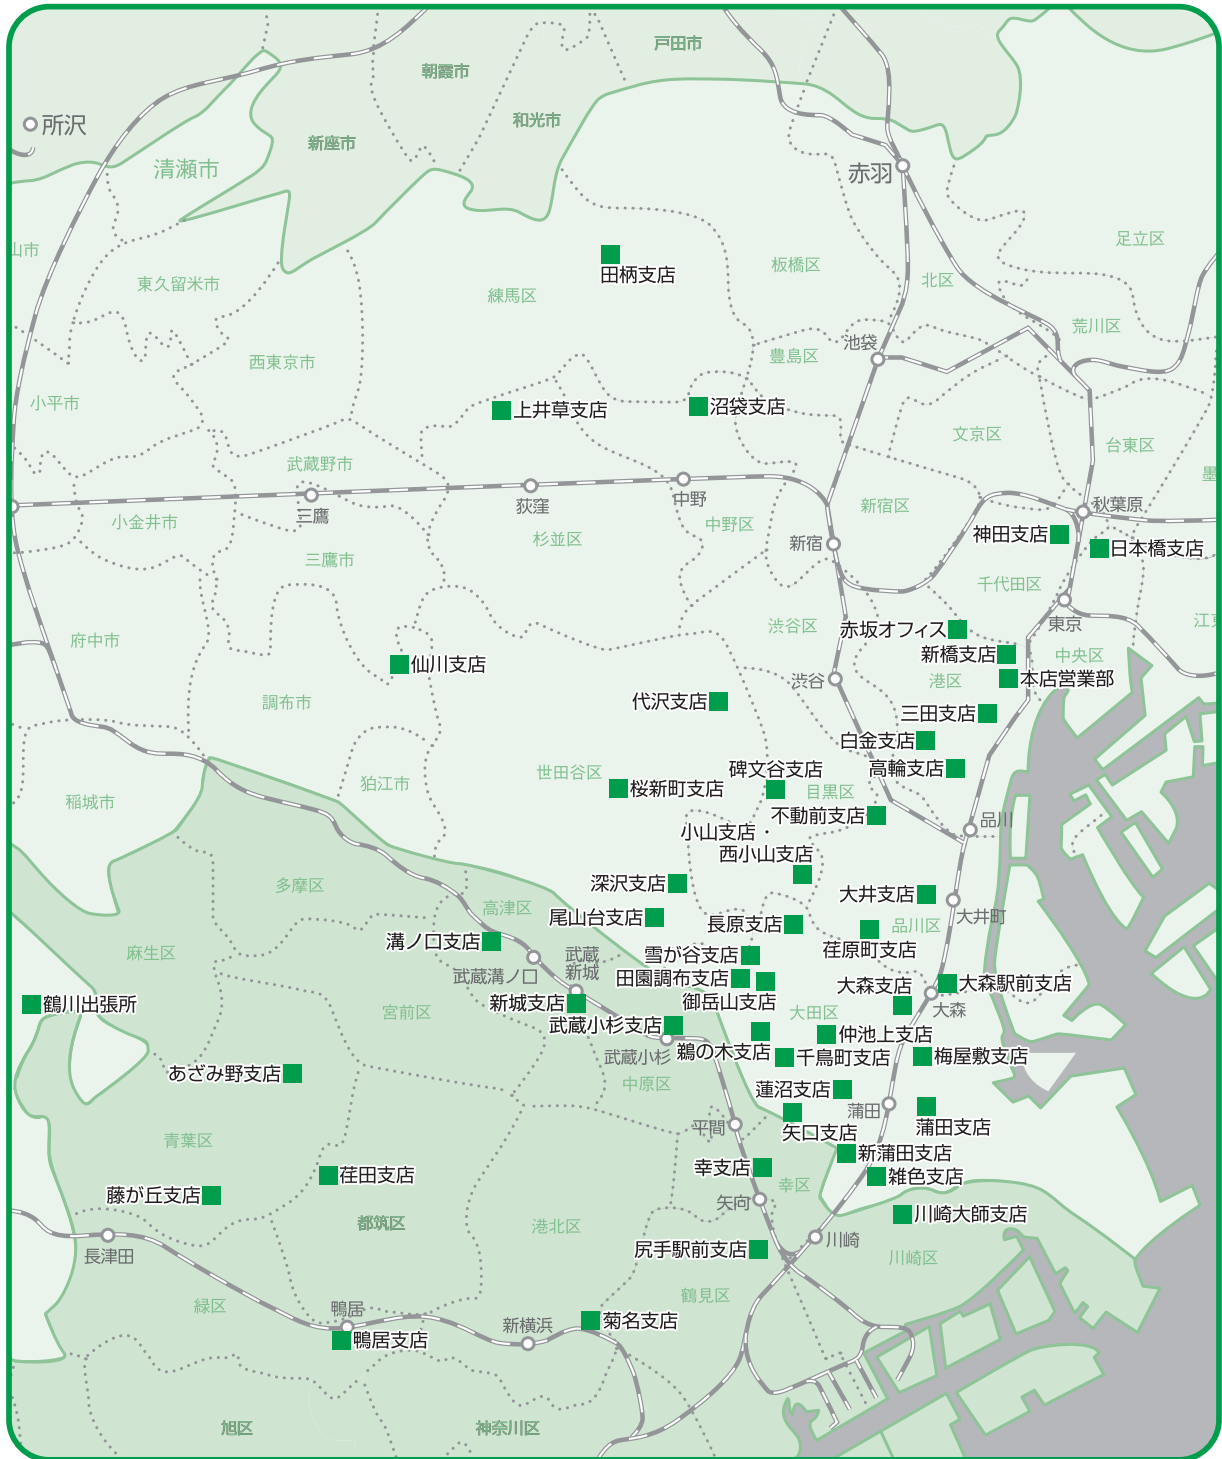 戸田市
朝霞市
和光市
所沢
新座市
清瀬市
赤羽
足立区
山市
東久留米市
田柄支店
板橋区
北区
練馬区
荒川区
池袋
豊島区
西東京市
小平市
上井草支店
沼袋支店
文京区
台東区
武蔵野市
墨
三鷹
荻窪
中野
新宿区
秋葉原
小金井市
中野区
杉並区
新宿
神田支店
日本橋支店
三鷹市
千代田区
府中市
渋谷区
赤坂オフィス
東京
江東
仙川支店
新橋支店
中央区
渋谷
港区
本店営業部
調布市
代沢支店
三田支店
白金支店
世田谷区
碑文谷支店
高輪支店
狛江市
桜新町支店
目黒区
稲城市
不動前支店
品川
小山支店・
西小山支店
多摩区
深沢支店
大井支店
高津区
尾山台支店
長原支店
品川区
大井町
溝ノ口支店
荏原町支店
麻生区
武蔵溝ノ口
武蔵
新城
雪が谷支店
田園調布支店
御岳山支店
大森支店
大森駅前支店
鶴川出張所
新城支店
宮前区
大田区
大森
武蔵小杉支店
仲池上支店
武蔵小杉
鵜の木支店
千鳥町支店
梅屋敷支店
あざみ野支店
中原区
蓮沼支店
蒲田
蒲田支店
青葉区
平間
矢口支店
新蒲田支店
荏田支店
幸支店
雑色支店
藤が丘支店
幸区
矢向
川崎大師支店
都筑区
港北区
川崎
長津田
尻手駅前支店
川崎区
緑区
鶴見区
鴨居
鴨居支店
新横浜
菊名支店
旭区
神奈川区